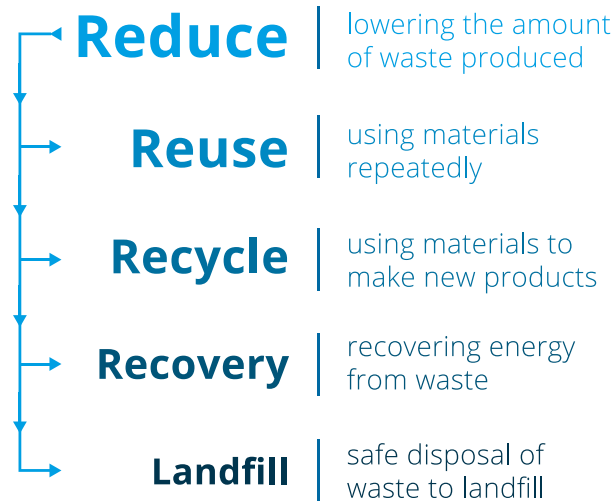 Reduce
lowering the amount
of waste produced
Reuse
using materials
repeatedly
Recycle
using materials to
make new products
Recovery
recovering energy
from waste
Landfill
safe disposal of
waste to landfill